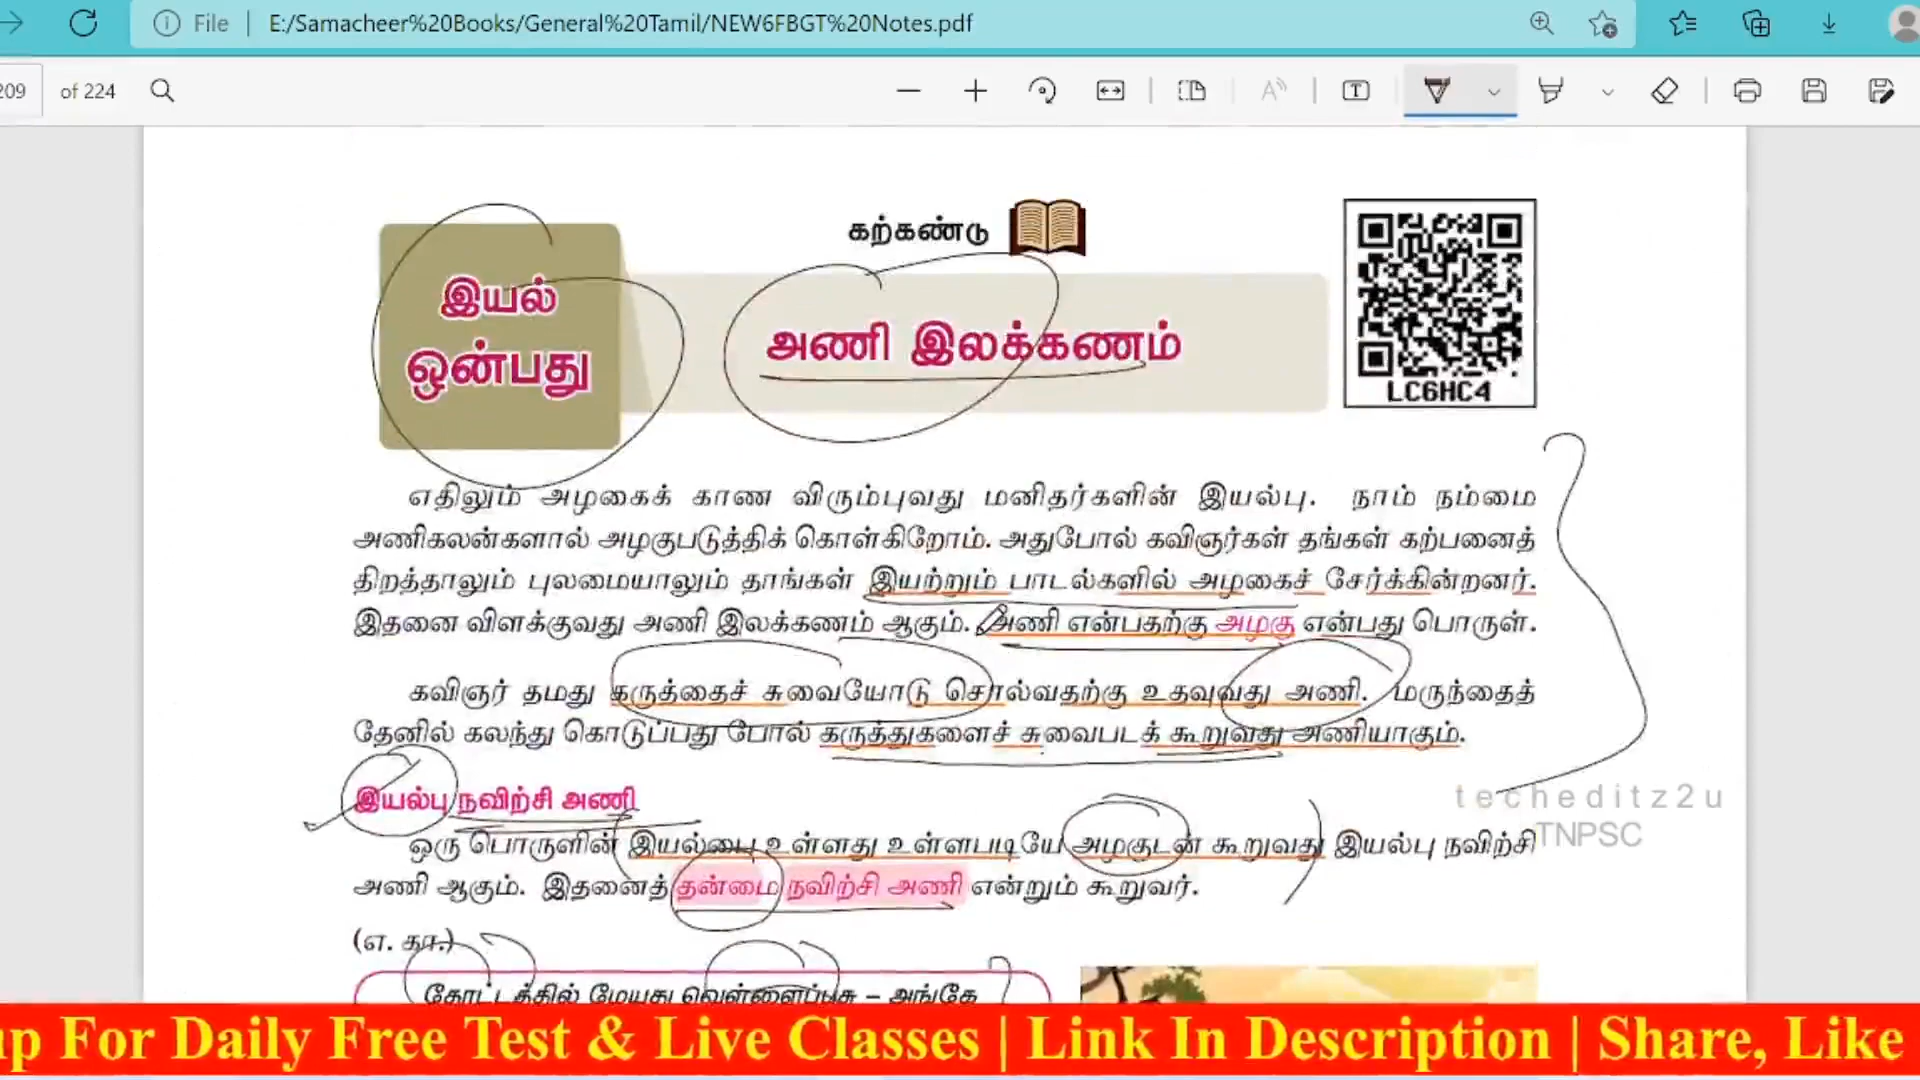 File
E:/Samacheer%20Books/General%20Tamil/NEW6FBGT%20Notes.pdf
209 of 224
கற்கண்டு
இயல்
ஒன்பது
அணி இலக்கணம்
LC6HC4
எதிலும் அழகைக் காண விரும்புவது மனிதர்களின் இயல்பு. நாம் நம்மை
அணிகலன்களால் அழகுபடுத்திக் கொள்கிறோம். அதுபோல் கவிஞர்கள் தங்கள் கற்பனைத்
திறத்தாலும் புலமையாலும் தாங்கள் இயற்றும் பாடல்களில் அழகைச் சேர்க்கின்றனர்.
இதனை விளக்குவது அணி இலக்கணம் ஆகும். அணி என்பதற்கு அழகு என்பது பொருள்.
கவிஞர் தமது கருத்தைச் சுவையோடு சொல்வதற்கு உதவுவது அணி. மருந்தைத்
தேனில் கலந்து கொடுப்பது போல் கருத்துகளைச் சுவைபடக் கூறுவது அணியாகும்.
இயல்பு நவிற்சி அணி
techeditz2u
TNPSC
ஒரு பொருளின் இயல்பை உள்ளது உள்ளபடியே அழகுடன் கூறுவது இயல்பு நவிற்சி
அணி ஆகும். இதனைத் தன்மை நவிற்சி அணி என்றும் கூறுவர்.
(எ. கா.)
தோட்டத்தில் மேயுது வெள்ளைப்பசு – அங்கே
up For Daily Free Test & Live Classes | Link In Description | Share, Like